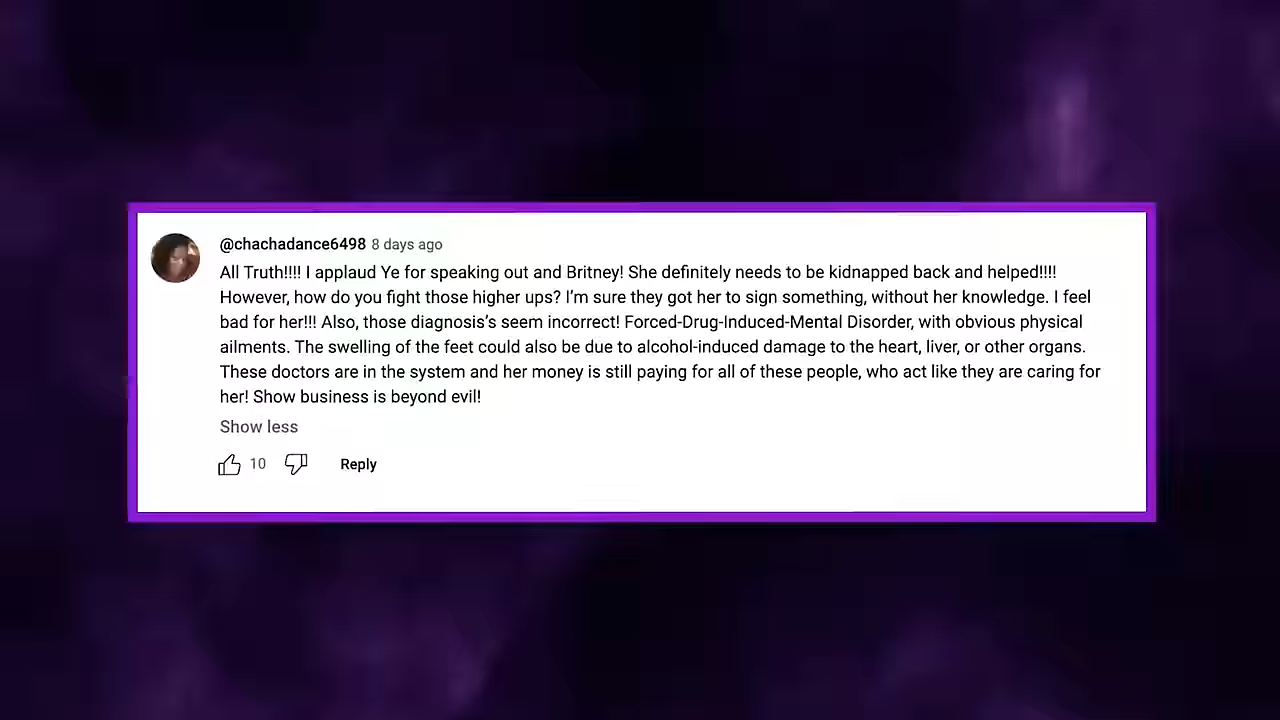 @chachadance6498 8 days ago
All Truth!!!! I applaud Ye for speaking out and Britney! She definitely needs to be kidnapped back and helped!!!!
However, how do you fight those higher ups? I'm sure they got her to sign something, without her knowledge. I feel
bad for her!!! Also, those diagnosis's seem incorrect! Forced-Drug-Induced-Mental Disorder, with obvious physical
ailments. The swelling of the feet could also be due to alcohol-induced damage to the heart, liver, or other organs.
These doctors are in the system and her money is still paying for all of these people, who act like they are caring for
her! Show business is beyond evil!
Show less
10 Reply